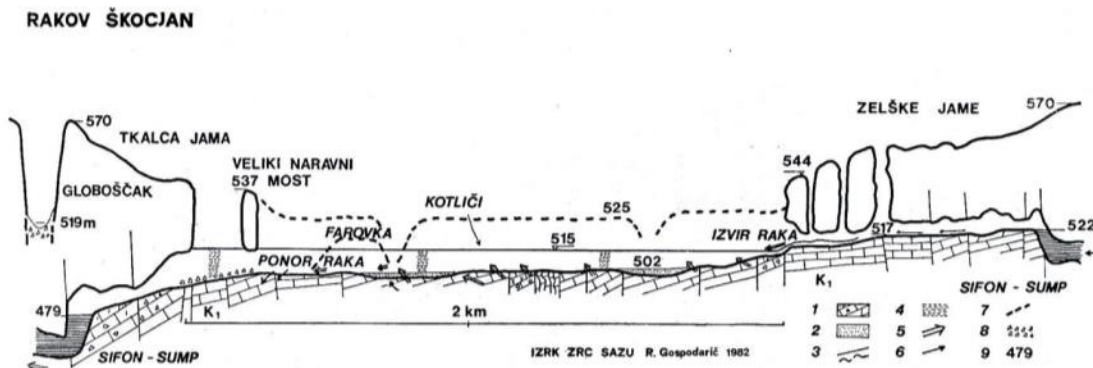 RAKOV ŠKOCJAN
570
TKALCA JAMA
GLOBOŠČAK
519 m
VELIKI NARAVNI
537 MOST
KOTLIČI
FAROVKA
PONOR RAKA
525
515
502
ZELŠKE JAME
570
544
IZVIR RAKA
517
522
K1
K1
479
SIFON - SUMP
SIFON - SUMP
2 km
IZRK ZRC SAZU R. Gospodarič 1982
1 4 7
2 5 8
3 6 9 479